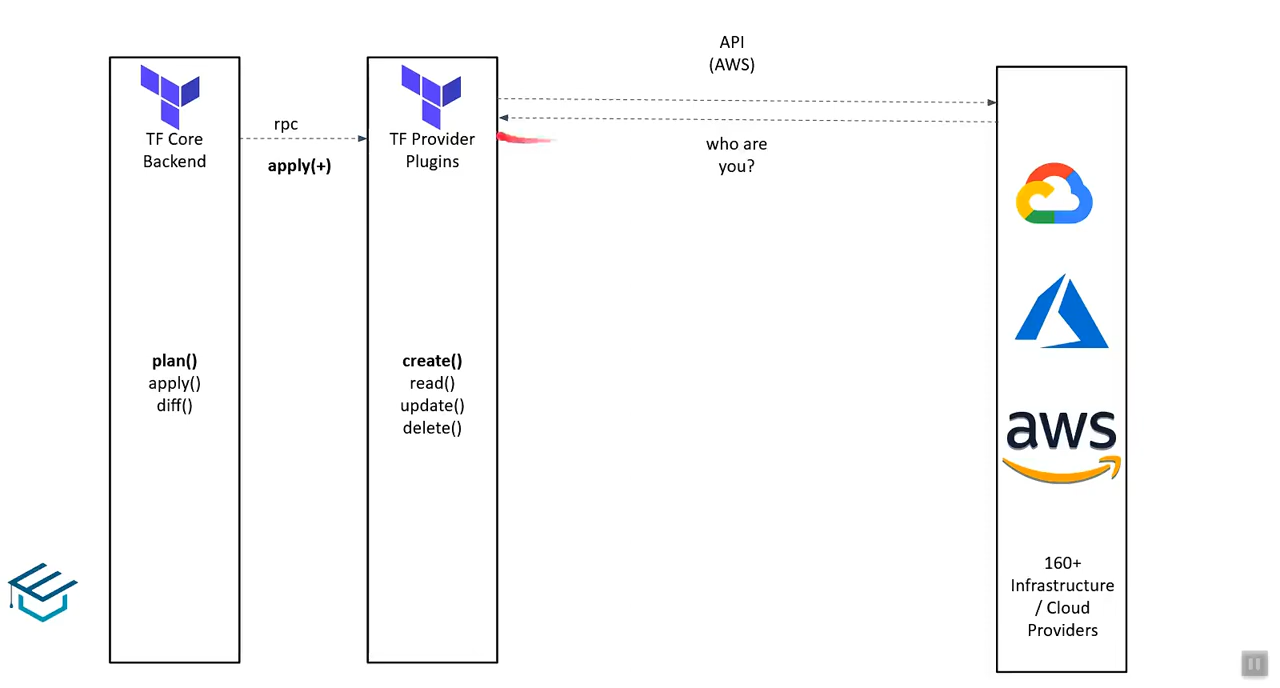 API
(AWS)
rpc
TF Core
Backend
apply(+)
TF Provider
Plugins
who are
you?
plan()
apply()
diff()
create()
read()
update()
delete()
aws
160+
Infrastructure
/ Cloud
Providers